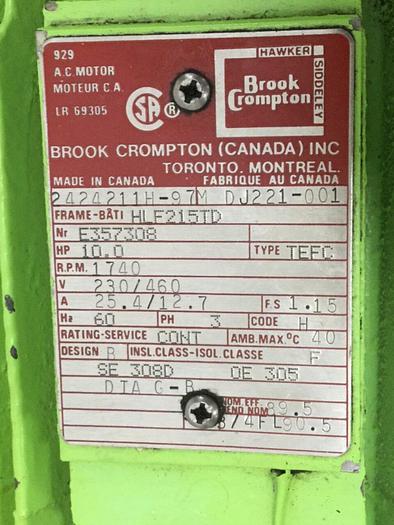 929
A.C. MOTOR
MOTEUR C.A.
LR 69305
SA ®
HAWKER
SIDDELEY
Brook
Crompton
BROOK CROMPTON (CANADA) INC
TORONTO. MONTREAL.
MADE IN CANADA FABRIQUE AU CANADA
2424211H-97M DJ221-001
FRAME-BÂTI HLF215TD
Nr E357308
HP 10.0 TYPE TEFC
R.P.M. 1740
V 230/460
A 25.4/12.7 F.S 1.15
Hz 60 PH 3 CODE H
RATING-SERVICE CONT AMB.MAX.°C 40
DESIGN B INSL.CLASS-ISOL.CLASSE F
SE 308D OE 305
DTA G-B
NOM.EFF.
REND NOM 89.5
3/4FL90.5